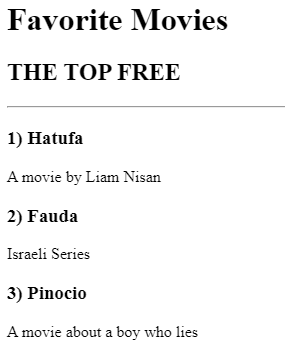 Favorite Movies
THE TOP FREE
1) Hatufa
A movie by Liam Nisan
2) Fauda
Israeli Series
3) Pinocio
A movie about a boy who lies